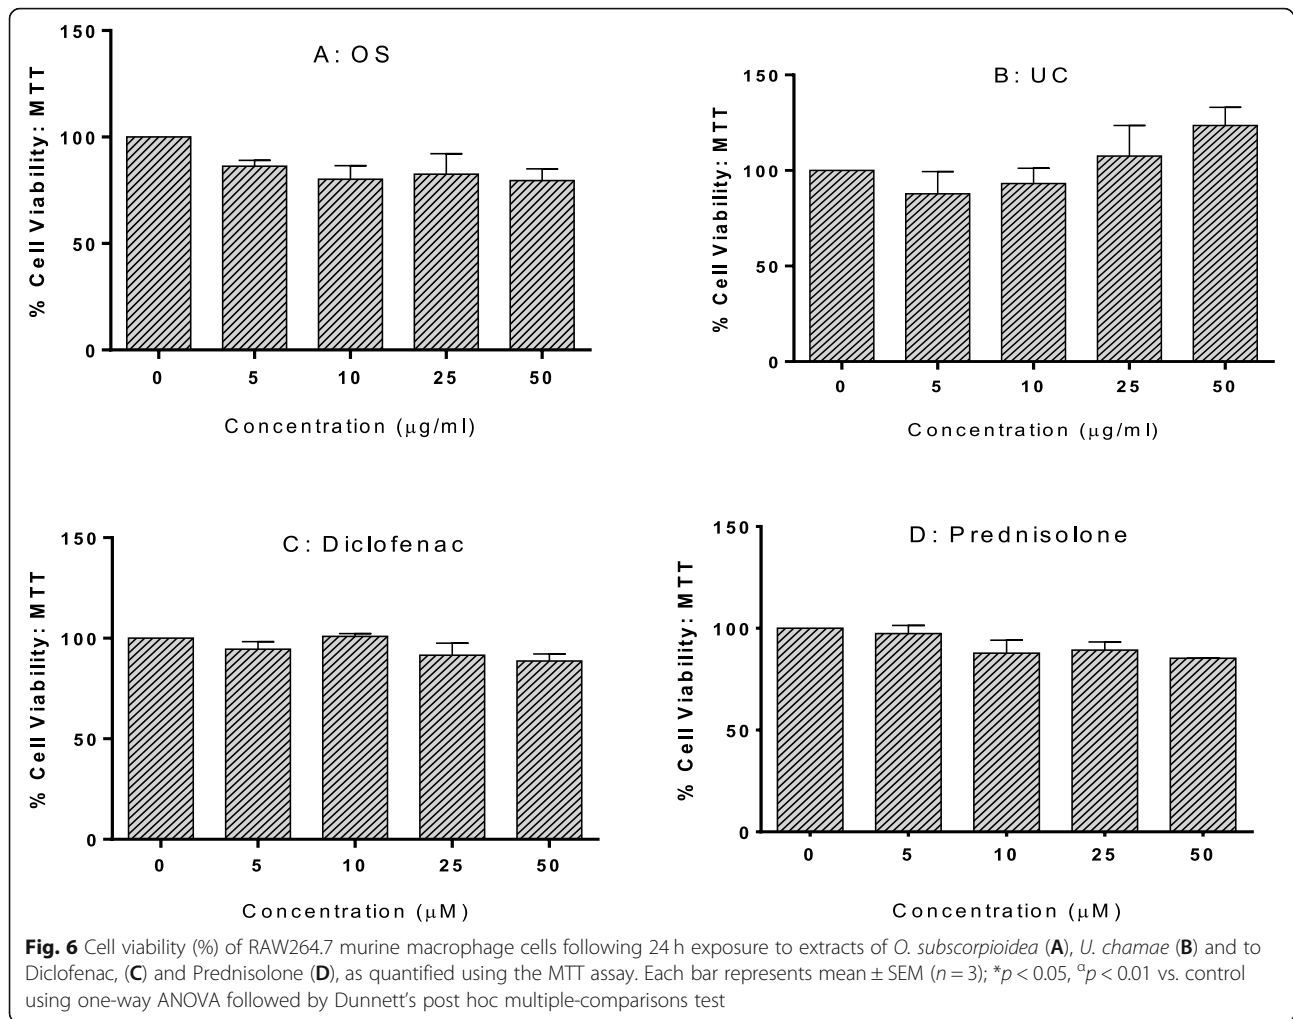 A: OS
% Cell Viability: MTT
150
100
50
0
0 5 10 25 50
Concentration (μg/ml)
B: UC
% Cell Viability: MTT
150
100
50
0
0 5 10 25 50
Concentration (μg/ml)
C: Diclofenac
% Cell Viability: MTT
150
100
50
0
0 5 10 25 50
Concentration (μM)
D: Prednisolone
% Cell Viability: MTT
150
100
50
0
0 5 10 25 50
Concentration (μM)
Fig. 6 Cell viability (%) of RAW264.7 murine macrophage cells following 24 h exposure to extracts of O. subscorpioidea (A), U. chamae (B) and to
Diclofenac, (C) and Prednisolone (D), as quantified using the MTT assay. Each bar represents mean ± SEM (n = 3); *p < 0.05, αp < 0.01 vs. control
using one-way ANOVA followed by Dunnett's post hoc multiple-comparisons test